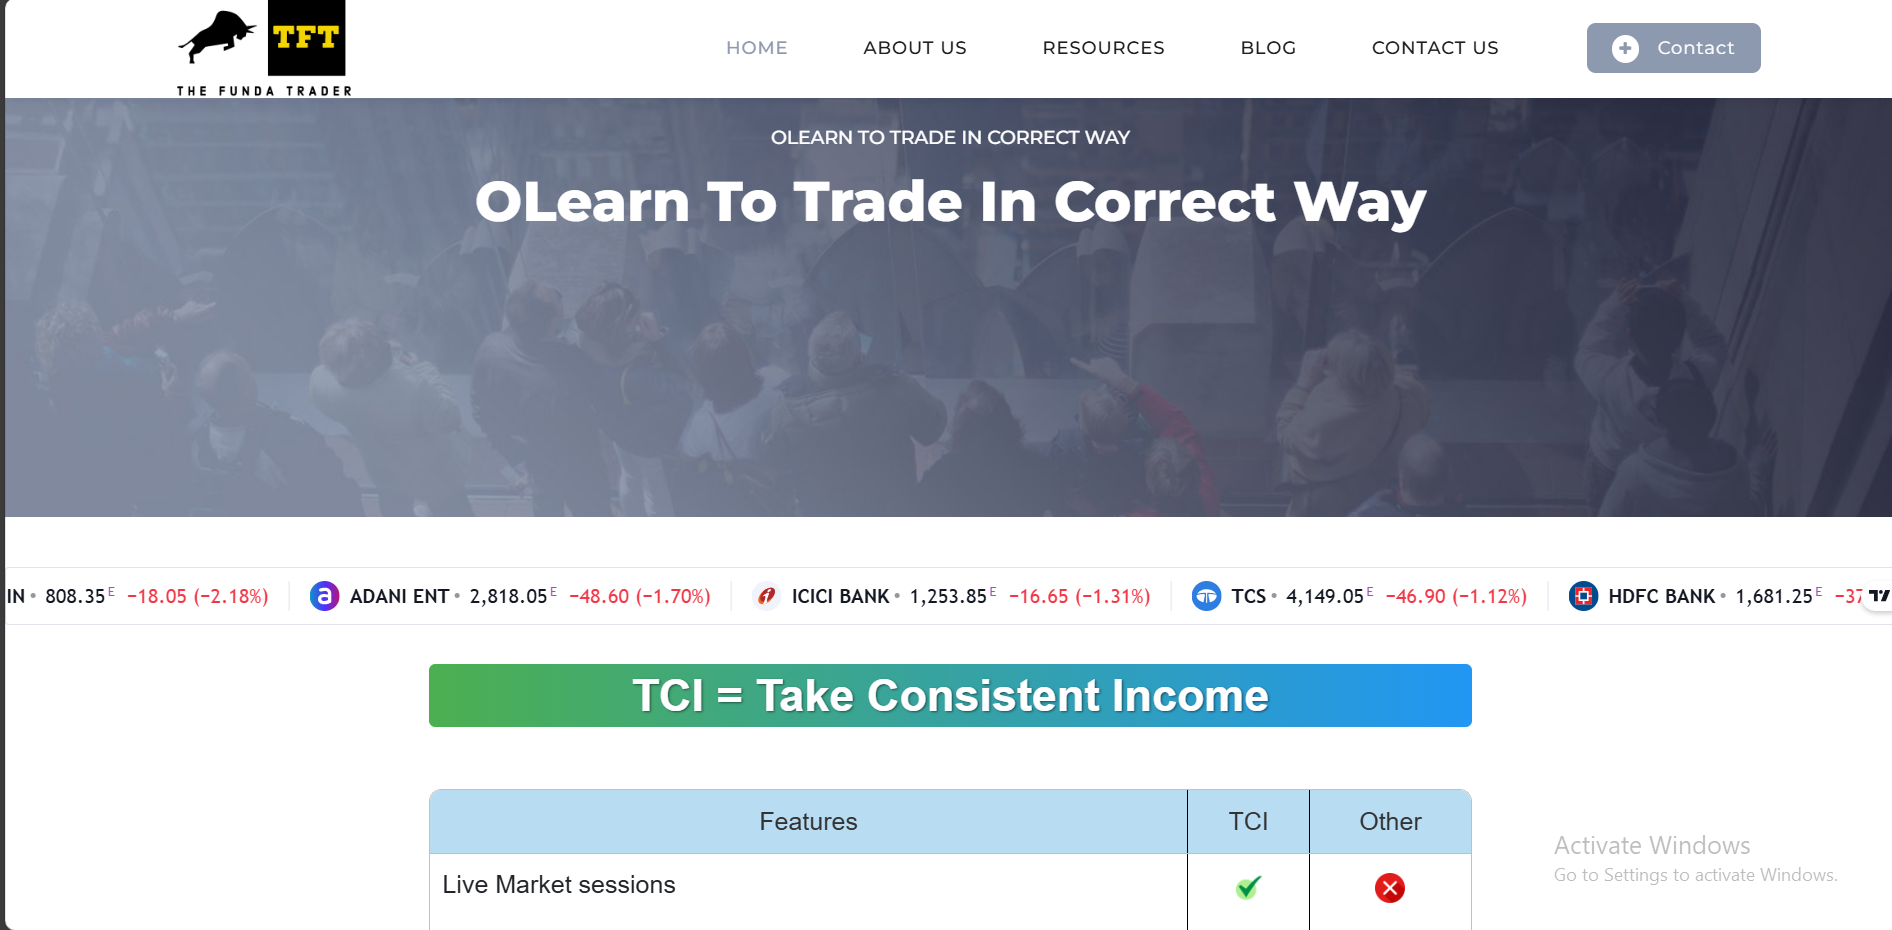 TFT
THE FUNDA TRADER
HOME ABOUT US RESOURCES BLOG CONTACT US Contact
OLEARN TO TRADE IN CORRECT WAY
OLearn To Trade In Correct Way
IN • 808.35 E −18.05 (−2.18%) ADANI ENT • 2,818.05 E −48.60 (−1.70%) ICICI BANK • 1,253.85 E −16.65 (−1.31%) TCS • 4,149.05 E −46.90 (−1.12%) HDFC BANK • 1,681.25 E −37
TCI = Take Consistent Income
Features TCI Other
Live Market sessions
Activate Windows
Go to Settings to activate Windows.